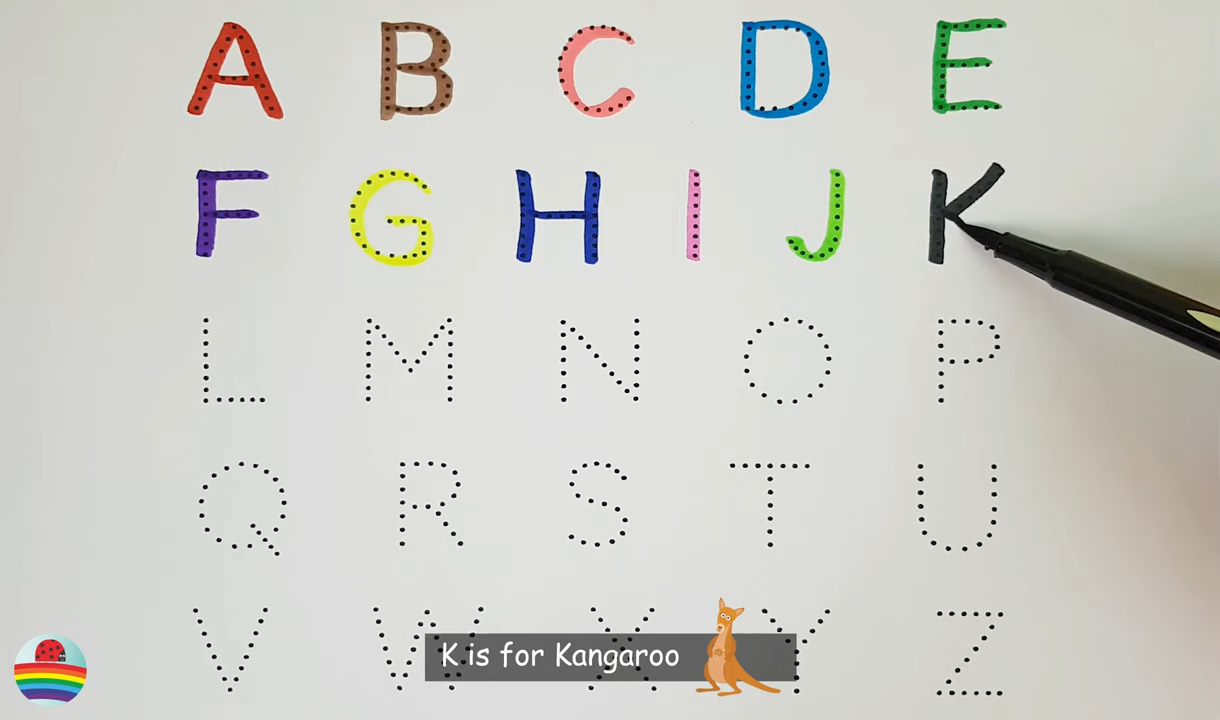 A B C D E
F G H I J K
L M N O P
Q R S T U
V W X Y Z
K is for Kangaroo